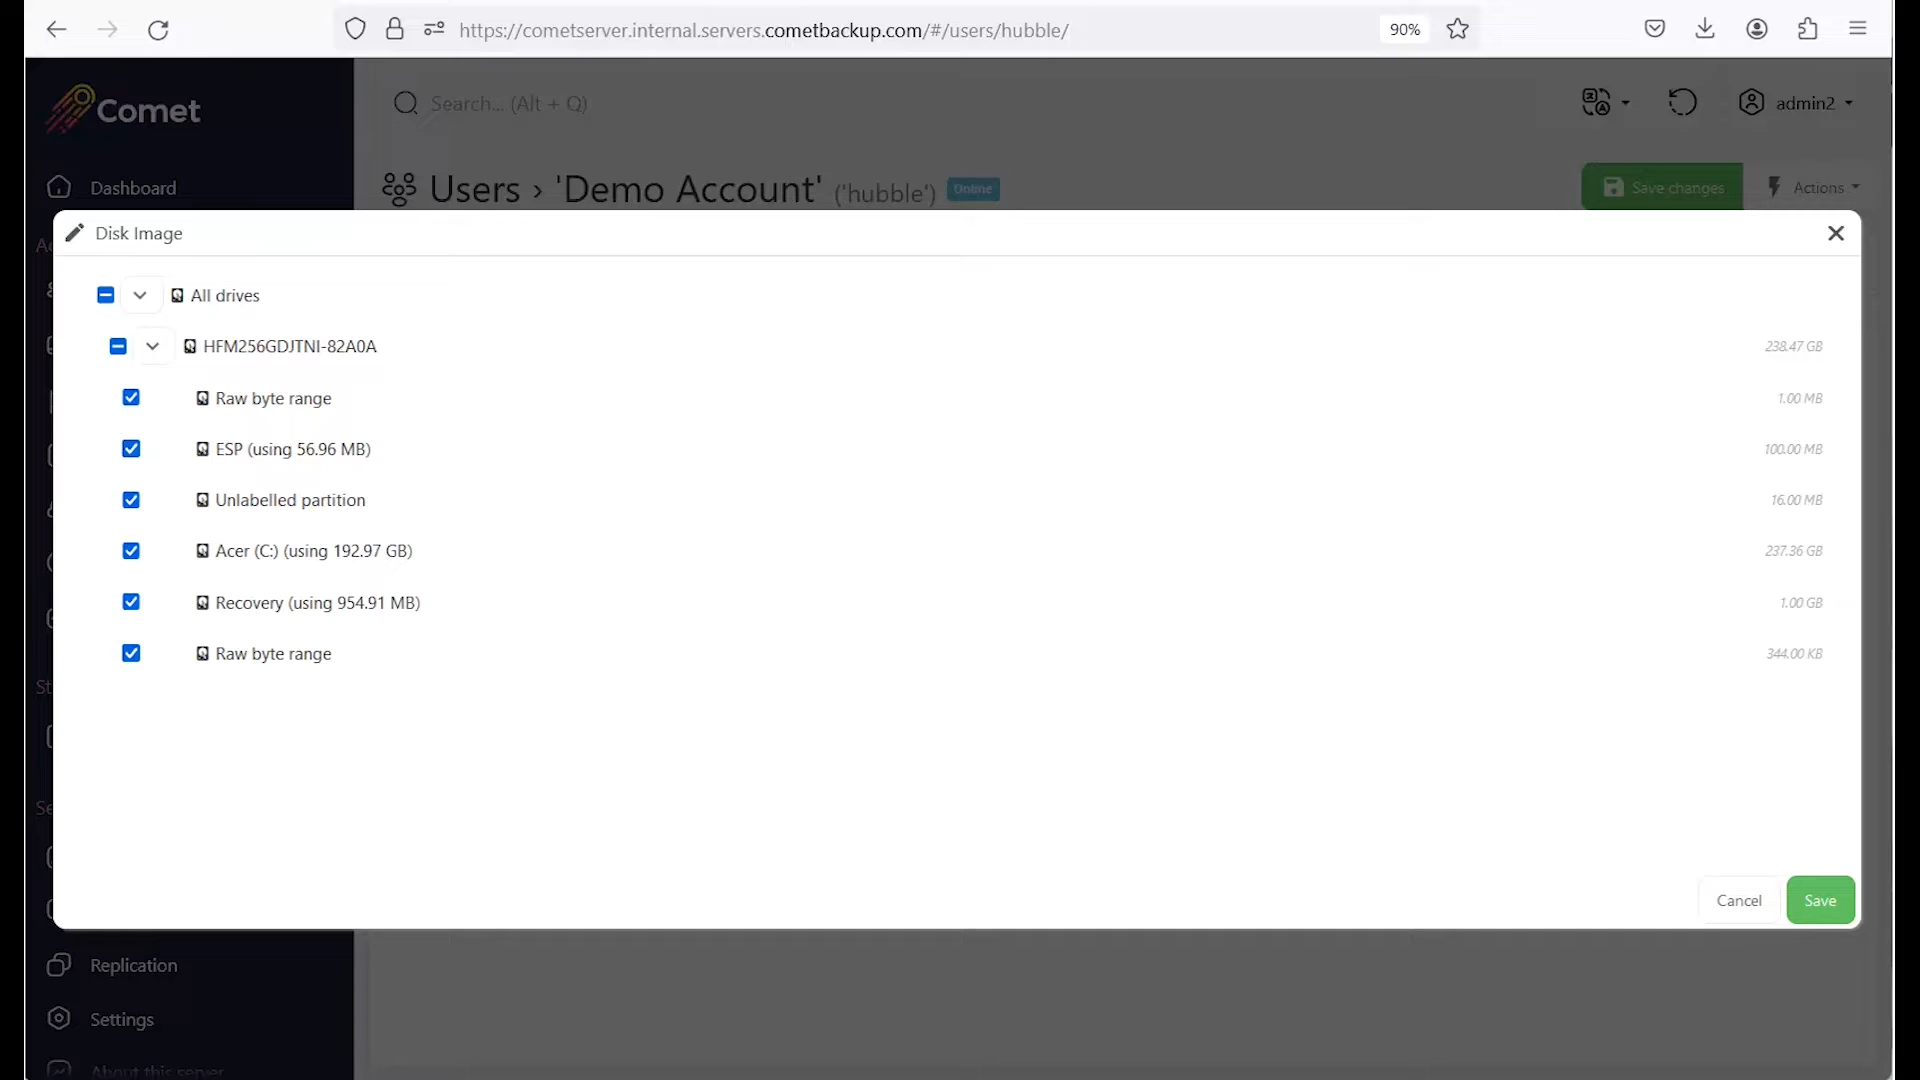 https://cometserver.internal.servers.cometbackup.com/#/users/hubble/
90%
Comet
Search... (Alt + Q)
admin2
Dashboard
Users › 'Demo Account' ('hubble') Online
Save changes
Actions
Disk Image
All drives
HFM256GDJTNI-82A0A 238.47 GB
Raw byte range 1.00 MB
ESP (using 56.96 MB) 100.00 MB
Unlabelled partition 16.00 MB
Acer (C:) (using 192.97 GB) 237.36 GB
Recovery (using 954.91 MB) 1.00 GB
Raw byte range 344.00 KB
Cancel
Save
Replication
Settings
About this server